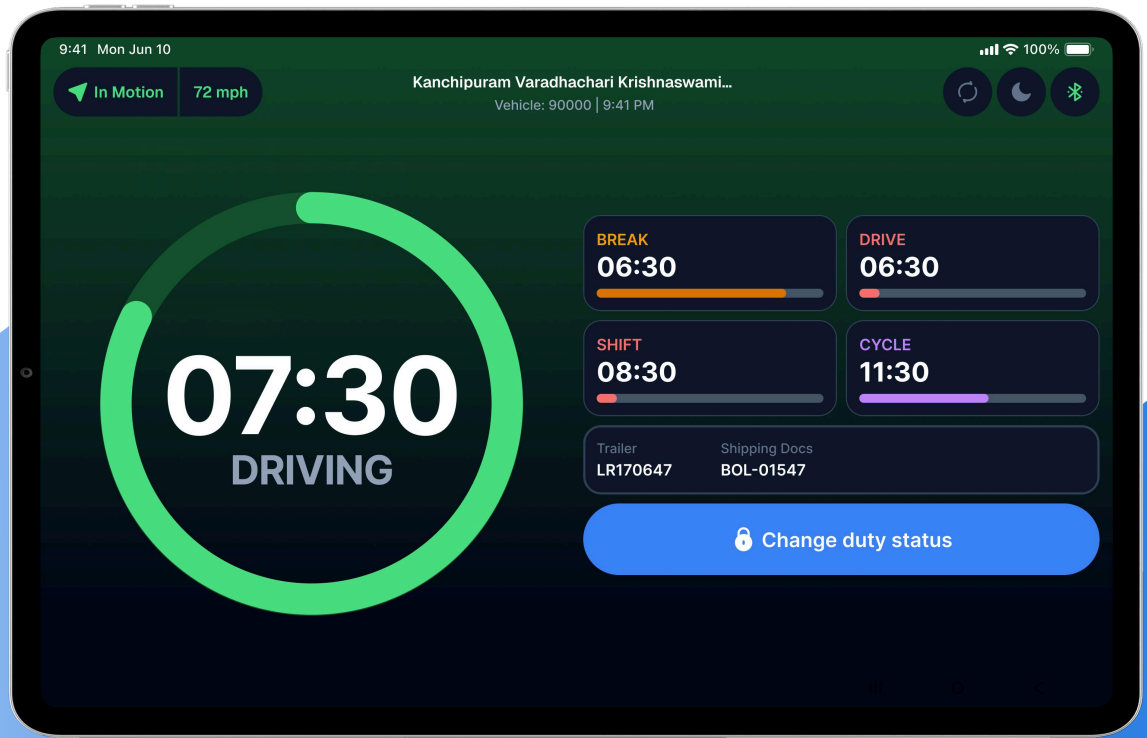 9:41 Mon Jun 10
100%
In Motion
72 mph
Kanchipuram Varadhachari Krishnaswami...
Vehicle: 90000 | 9:41 PM
07:30
DRIVING
BREAK
06:30
DRIVE
06:30
SHIFT
08:30
CYCLE
11:30
Trailer
LR170647
Shipping Docs
BOL-01547
Change duty status